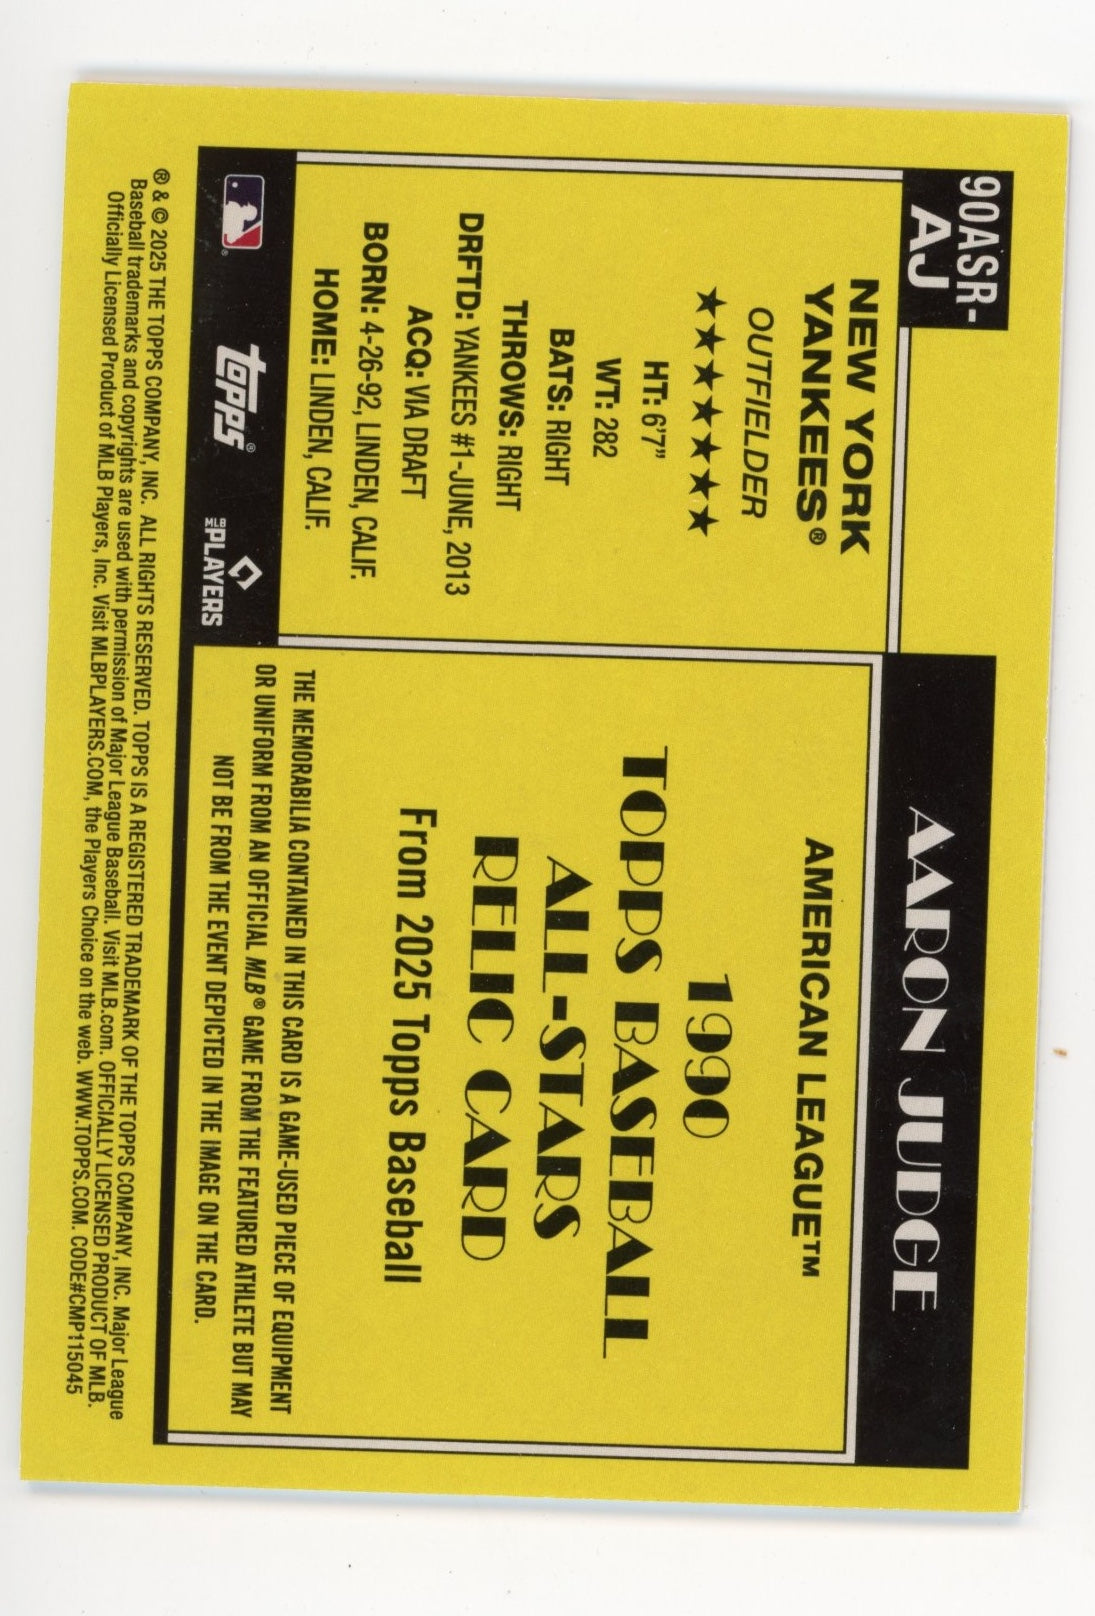 90ASR-
AJ
AARON JUDGE
NEW YORK
YANKEES®
OUTFIELDER
★★★★★★★
HT: 6'7"
WT: 282
BATS: RIGHT
THROWS: RIGHT
DRFTD: YANKEES #1-JUNE, 2013
ACQ: VIA DRAFT
BORN: 4-26-92, LINDEN, CALIF.
HOME: LINDEN, CALIF.
AMERICAN LEAGUE™
1990
TOPPS BASEBALL
ALL-STARS
RELIC CARD
From 2025 Topps Baseball
THE MEMORABILIA CONTAINED IN THIS CARD IS A GAME-USED PIECE OF EQUIPMENT
OR UNIFORM FROM AN OFFICIAL MLB® GAME FROM THE FEATURED ATHLETE BUT MAY
NOT BE FROM THE EVENT DEPICTED IN THE IMAGE ON THE CARD.
®
topps®
MLB
PLAYERS
® & © 2025 THE TOPPS COMPANY, INC. ALL RIGHTS RESERVED. TOPPS IS A REGISTERED TRADEMARK OF THE TOPPS COMPANY, INC. Major League
Baseball trademarks and copyrights are used with permission of Major League Baseball. Visit MLB.com. OFFICIALLY LICENSED PRODUCT OF MLB.
Officially Licensed Product of MLB Players, Inc. Visit MLBPLAYERS.COM, the Players Choice on the web. WWW.TOPPS.COM. CODE#CMP115045